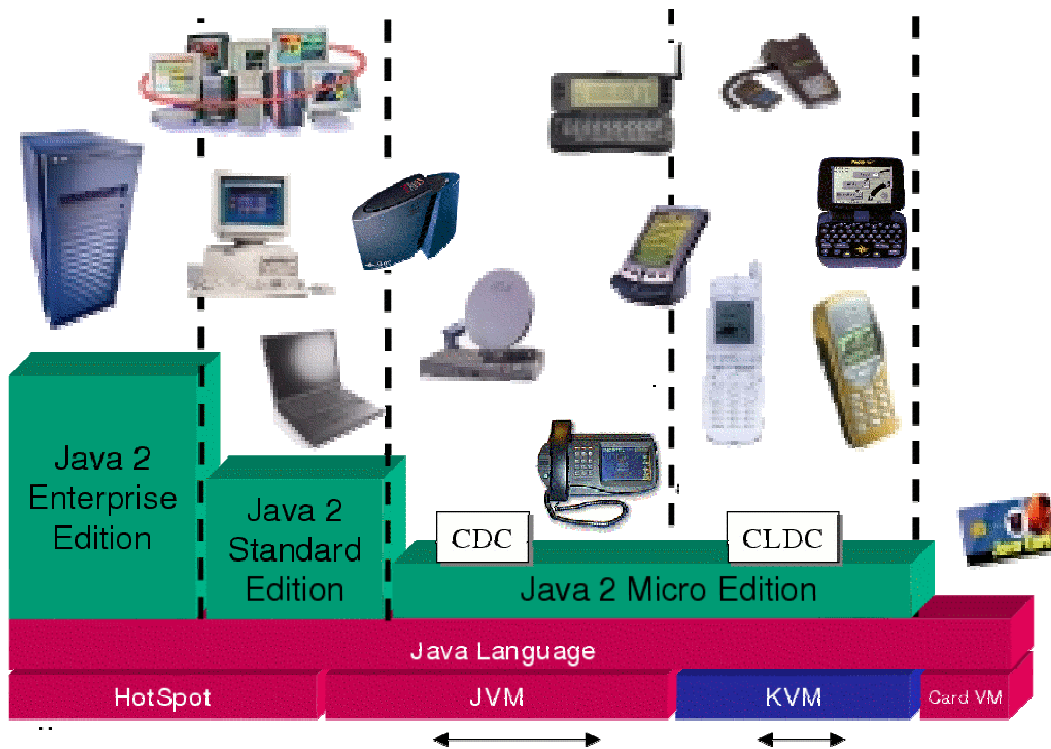 Java 2
Enterprise
Edition
Java 2
Standard
Edition
CDC
CLDC
Java 2 Micro Edition
Java Language
HotSpot
JVM
KVM
Card VM